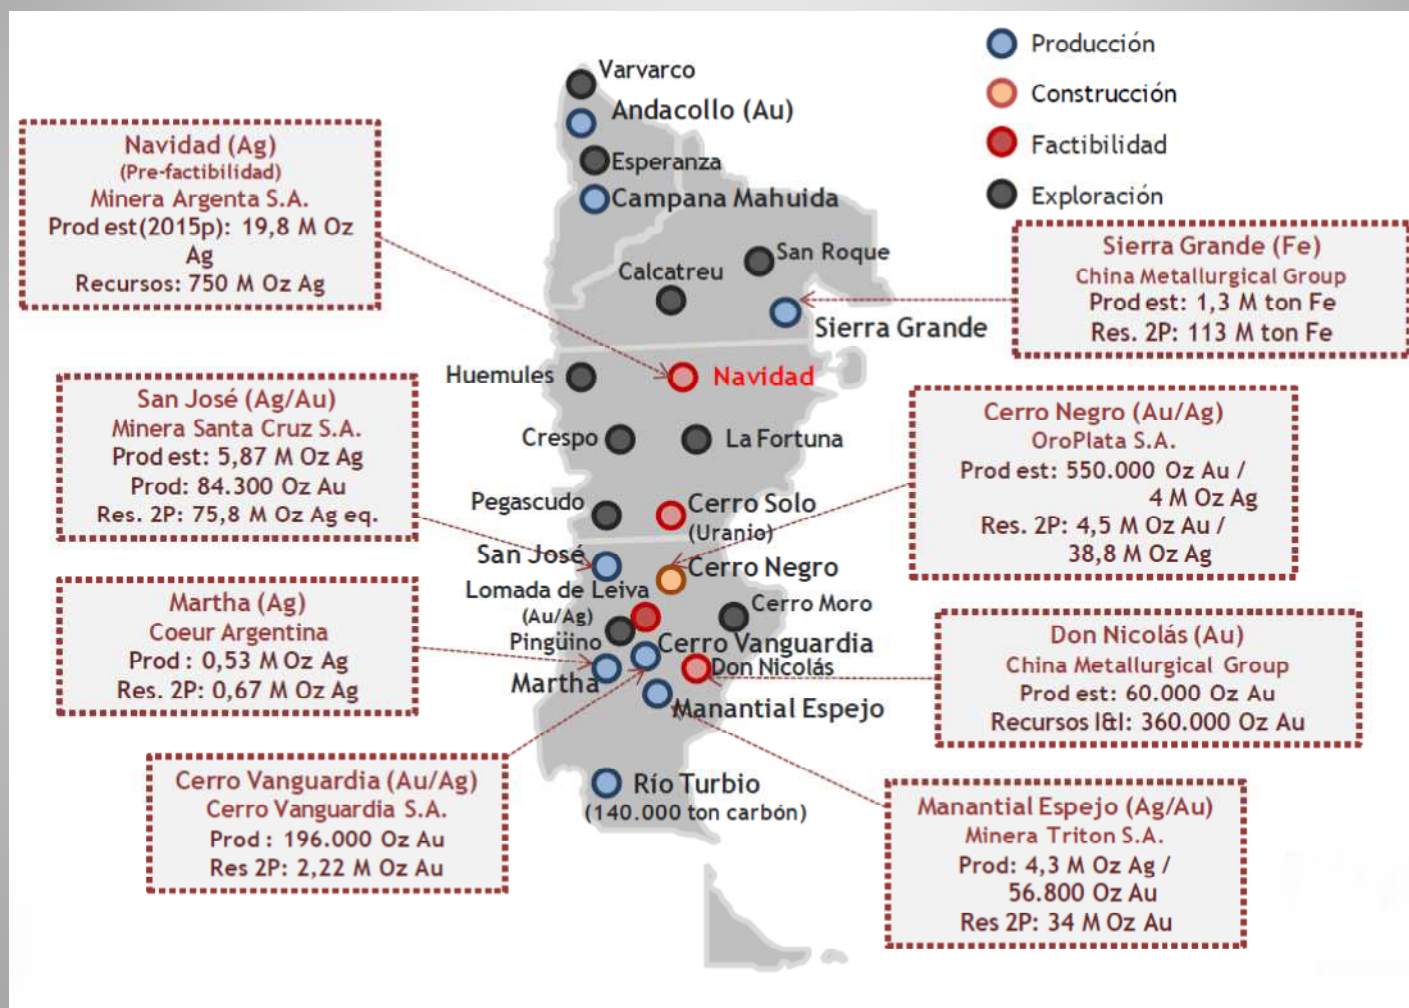 Varvarco
Andacollo (Au)
Esperanza
Campana Mahuida
San Roque
Calcatreu
Sierra Grande
Huemules
Navidad
Crespo
La Fortuna
Pegascudo
Cerro Solo
(Uranio)
San José
Cerro Negro
Lomada de Leiva
(Au/Ag)
Cerro Moro
Pingüino
Cerro Vanguardia
Don Nicolás
Martha
Manantial Espejo
Río Turbio
(140.000 ton carbón)
Producción
Construcción
Factibilidad
Exploración
Navidad (Ag)
(Pre-factibilidad)
Minera Argenta S.A.
Prod est(2015p): 19,8 M Oz
Ag
Recursos: 750 M Oz Ag
San José (Ag/Au)
Minera Santa Cruz S.A.
Prod est: 5,87 M Oz Ag
Prod: 84.300 Oz Au
Res. 2P: 75,8 M Oz Ag eq.
Martha (Ag)
Coeur Argentina
Prod : 0,53 M Oz Ag
Res. 2P: 0,67 M Oz Ag
Cerro Vanguardia (Au/Ag)
Cerro Vanguardia S.A.
Prod : 196.000 Oz Au
Res 2P: 2,22 M Oz Au
Sierra Grande (Fe)
China Metallurgical Group
Prod est: 1,3 M ton Fe
Res. 2P: 113 M ton Fe
Cerro Negro (Au/Ag)
OroPlata S.A.
Prod est: 550.000 Oz Au /
4 M Oz Ag
Res. 2P: 4,5 M Oz Au /
38,8 M Oz Ag
Don Nicolás (Au)
China Metallurgical Group
Prod est: 60.000 Oz Au
Recursos I&I: 360.000 Oz Au
Manantial Espejo (Ag/Au)
Minera Triton S.A.
Prod: 4,3 M Oz Ag /
56.800 Oz Au
Res 2P: 34 M Oz Au